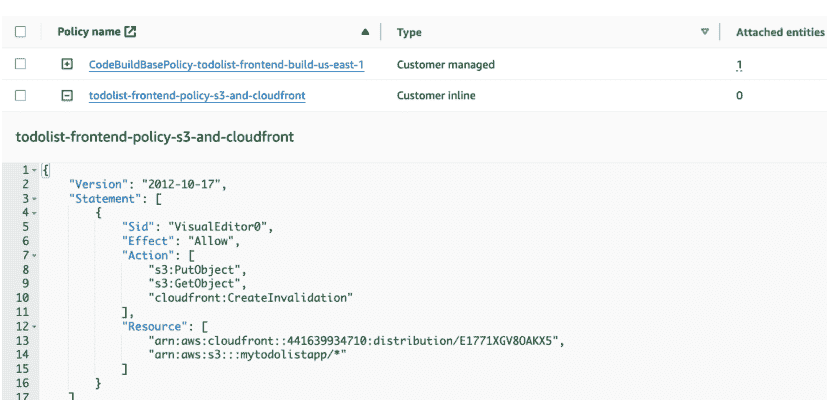 Policy name Type Attached entities
CodeBuildBasePolicy-todolist-frontend-build-us-east-1 Customer managed 1
todolist-frontend-policy-s3-and-cloudfront Customer inline 0
todolist-frontend-policy-s3-and-cloudfront
1 {
2 "Version": "2012-10-17",
3 "Statement": [
4 {
5 "Sid": "VisualEditor0",
6 "Effect": "Allow",
7 "Action": [
8 "s3:PutObject",
9 "s3:GetObject",
10 "cloudfront:CreateInvalidation"
11 ],
12 "Resource": [
13 "arn:aws:cloudfront::441639934710:distribution/E1771XGV8OAKX5",
14 "arn:aws:s3:::mytodolistapp/*"
15 ]
16 }
17 ]